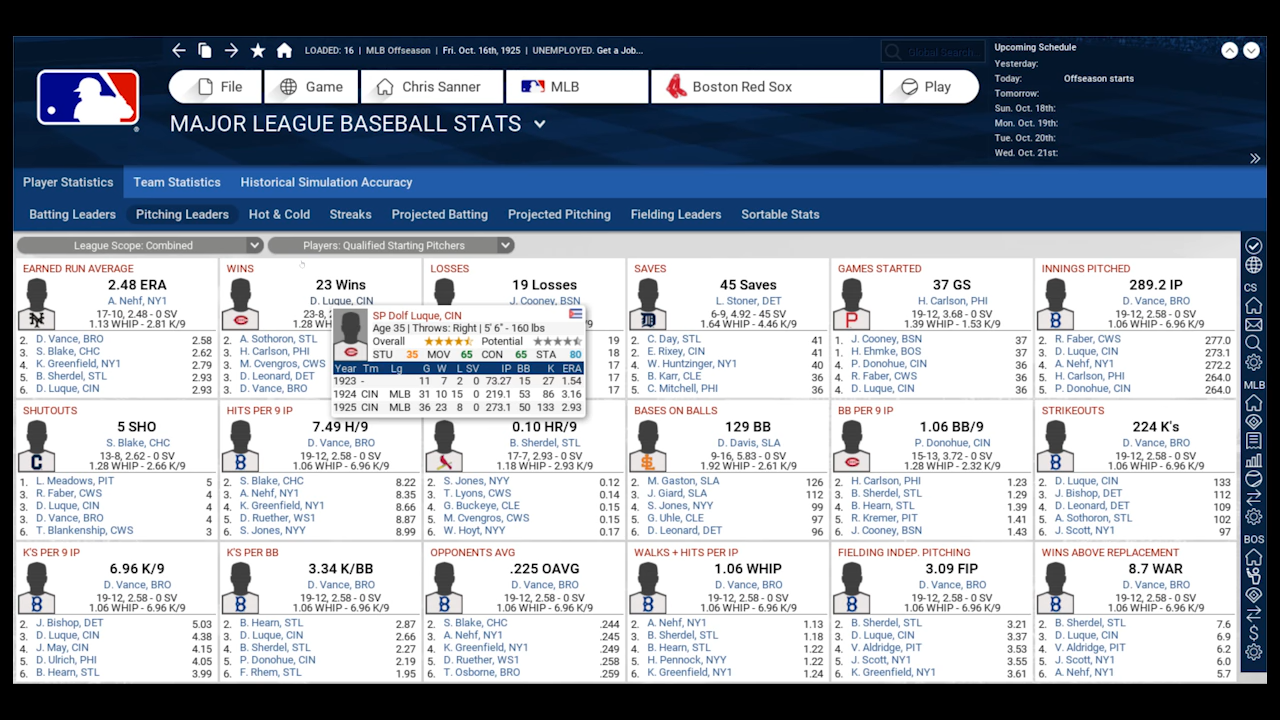 LOADED: 16 | MLB Offseason | Fri. Oct. 16th, 1925 | UNEMPLOYED. Get a Job...
Global Search...
Upcoming Schedule
Yesterday:
Today: Offseason starts
Tomorrow:
Sun. Oct. 18th:
Mon. Oct. 19th:
Tue. Oct. 20th:
Wed. Oct. 21st:
File Game Chris Sanner MLB Boston Red Sox Play
MAJOR LEAGUE BASEBALL STATS
Player Statistics Team Statistics Historical Simulation Accuracy
Batting Leaders Pitching Leaders Hot & Cold Streaks Projected Batting Projected Pitching Fielding Leaders Sortable Stats
League Scope: Combined Players: Qualified Starting Pitchers
CS
MLB
BOS
EARNED RUN AVERAGE
2.48 ERA
A. Nehf, NY1
17-10, 2.48 - 0 SV
1.13 WHIP - 2.81 K/9
2. D. Vance, BRO 2.58
3. S. Blake, CHC 2.62
4. K. Greenfield, NY1 2.79
5. B. Sherdel, STL 2.93
6. D. Luque, CIN 2.93
WINS
23 Wins
D. Luque, CIN
23-8,
1.28 WH
2. A. Sothoron, STL
3. H. Carlson, PHI
3. M. Cvengros, CWS
3. D. Leonard, DET
3. D. Vance, BRO
SP Dolf Luque, CIN
Age 35 | Throws: Right | 5' 6" - 160 lbs
Overall Potential
STU 35 MOV 65 CON 65 STA 80
Year Tm Lg G W L SV IP BB K ERA
1923 - 11 7 2 0 73.27 15 27 1.54
1924 CIN MLB 31 10 15 0 219.1 53 86 3.16
1925 CIN MLB 36 23 8 0 273.1 50 133 2.93
LOSSES
19 Losses
J. Cooney, BSN
19
18
17
17
17
SAVES
45 Saves
L. Stoner, DET
6-9, 4.92 - 45 SV
1.64 WHIP - 4.46 K/9
2. C. Day, STL 41
2. E. Rixey, CIN 41
4. W. Huntzinger, NY1 40
5. B. Karr, CLE 36
5. C. Mitchell, PHI 36
GAMES STARTED
37 GS
H. Carlson, PHI
19-12, 3.68 - 0 SV
1.39 WHIP - 1.53 K/9
1. J. Cooney, BSN 37
1. H. Ehmke, BOS 37
4. P. Donohue, CIN 36
4. R. Faber, CWS 36
4. D. Luque, CIN 36
INNINGS PITCHED
289.2 IP
D. Vance, BRO
19-12, 2.58 - 0 SV
1.06 WHIP - 6.96 K/9
2. R. Faber, CWS 277.0
3. D. Luque, CIN 273.1
4. A. Nehf, NY1 272.2
5. H. Carlson, PHI 264.0
5. P. Donohue, CIN 264.0
SHUTOUTS
5 SHO
S. Blake, CHC
13-8, 2.62 - 0 SV
1.28 WHIP - 2.66 K/9
1. L. Meadows, PIT 5
3. R. Faber, CWS 4
3. D. Luque, CIN 4
3. D. Vance, BRO 4
6. T. Blankenship, CWS 3
HITS PER 9 IP
7.49 H/9
D. Vance, BRO
19-12, 2.58 - 0 SV
1.06 WHIP - 6.96 K/9
2. S. Blake, CHC 8.22
3. A. Nehf, NY1 8.35
4. K. Greenfield, NY1 8.66
5. D. Ruether, WS1 8.87
6. S. Jones, NYY 8.99
0.10 HR/9
B. Sherdel, STL
17-7, 2.93 - 0 SV
1.18 WHIP - 2.93 K/9
2. S. Jones, NYY 0.12
3. T. Lyons, CWS 0.14
4. G. Buckeye, CLE 0.15
5. M. Cvengros, CWS 0.15
6. W. Hoyt, NYY 0.17
BASES ON BALLS
129 BB
D. Davis, SLA
9-16, 5.83 - 0 SV
1.92 WHIP - 2.61 K/9
2. M. Gaston, SLA 126
3. J. Giard, SLA 112
4. S. Jones, NYY 99
5. G. Uhle, CLE 97
6. D. Leonard, DET 96
BB PER 9 IP
1.06 BB/9
P. Donohue, CIN
15-13, 3.72 - 0 SV
1.28 WHIP - 2.32 K/9
2. H. Carlson, PHI 1.23
3. B. Sherdel, STL 1.29
4. B. Hearn, STL 1.39
5. R. Kremer, PIT 1.41
6. J. Cooney, BSN 1.43
STRIKEOUTS
224 K's
D. Vance, BRO
19-12, 2.58 - 0 SV
1.06 WHIP - 6.96 K/9
2. D. Luque, CIN 133
3. J. Bishop, DET 112
4. D. Leonard, DET 109
5. A. Sothoron, STL 102
6. J. Scott, NY1 97
K'S PER 9 IP
6.96 K/9
D. Vance, BRO
19-12, 2.58 - 0 SV
1.06 WHIP - 6.96 K/9
2. J. Bishop, DET 5.03
3. D. Luque, CIN 4.38
4. J. May, CIN 4.15
5. D. Ulrich, PHI 4.05
6. B. Hearn, STL 3.99
K'S PER BB
3.34 K/BB
D. Vance, BRO
19-12, 2.58 - 0 SV
1.06 WHIP - 6.96 K/9
2. B. Hearn, STL 2.87
3. D. Luque, CIN 2.66
4. B. Sherdel, STL 2.27
5. P. Donohue, CIN 2.19
6. F. Rhem, STL 1.95
OPPONENTS AVG
.225 OAVG
D. Vance, BRO
19-12, 2.58 - 0 SV
1.06 WHIP - 6.96 K/9
2. S. Blake, CHC .244
3. A. Nehf, NY1 .245
4. K. Greenfield, NY1 .249
5. D. Ruether, WS1 .258
6. T. Osborne, BRO .259
WALKS + HITS PER IP
1.06 WHIP
D. Vance, BRO
19-12, 2.58 - 0 SV
1.06 WHIP - 6.96 K/9
2. A. Nehf, NY1 1.13
3. B. Sherdel, STL 1.18
4. B. Hearn, STL 1.22
5. H. Pennock, NYY 1.22
6. K. Greenfield, NY1 1.24
FIELDING INDEP. PITCHING
3.09 FIP
D. Vance, BRO
19-12, 2.58 - 0 SV
1.06 WHIP - 6.96 K/9
2. B. Sherdel, STL 3.21
3. D. Luque, CIN 3.37
4. V. Aldridge, PIT 3.53
5. J. Scott, NY1 3.55
6. K. Greenfield, NY1 3.61
WINS ABOVE REPLACEMENT
8.7 WAR
D. Vance, BRO
19-12, 2.58 - 0 SV
1.06 WHIP - 6.96 K/9
2. B. Sherdel, STL 7.6
3. D. Luque, CIN 6.9
4. V. Aldridge, PIT 6.2
5. J. Scott, NY1 6.0
6. A. Nehf, NY1 5.7